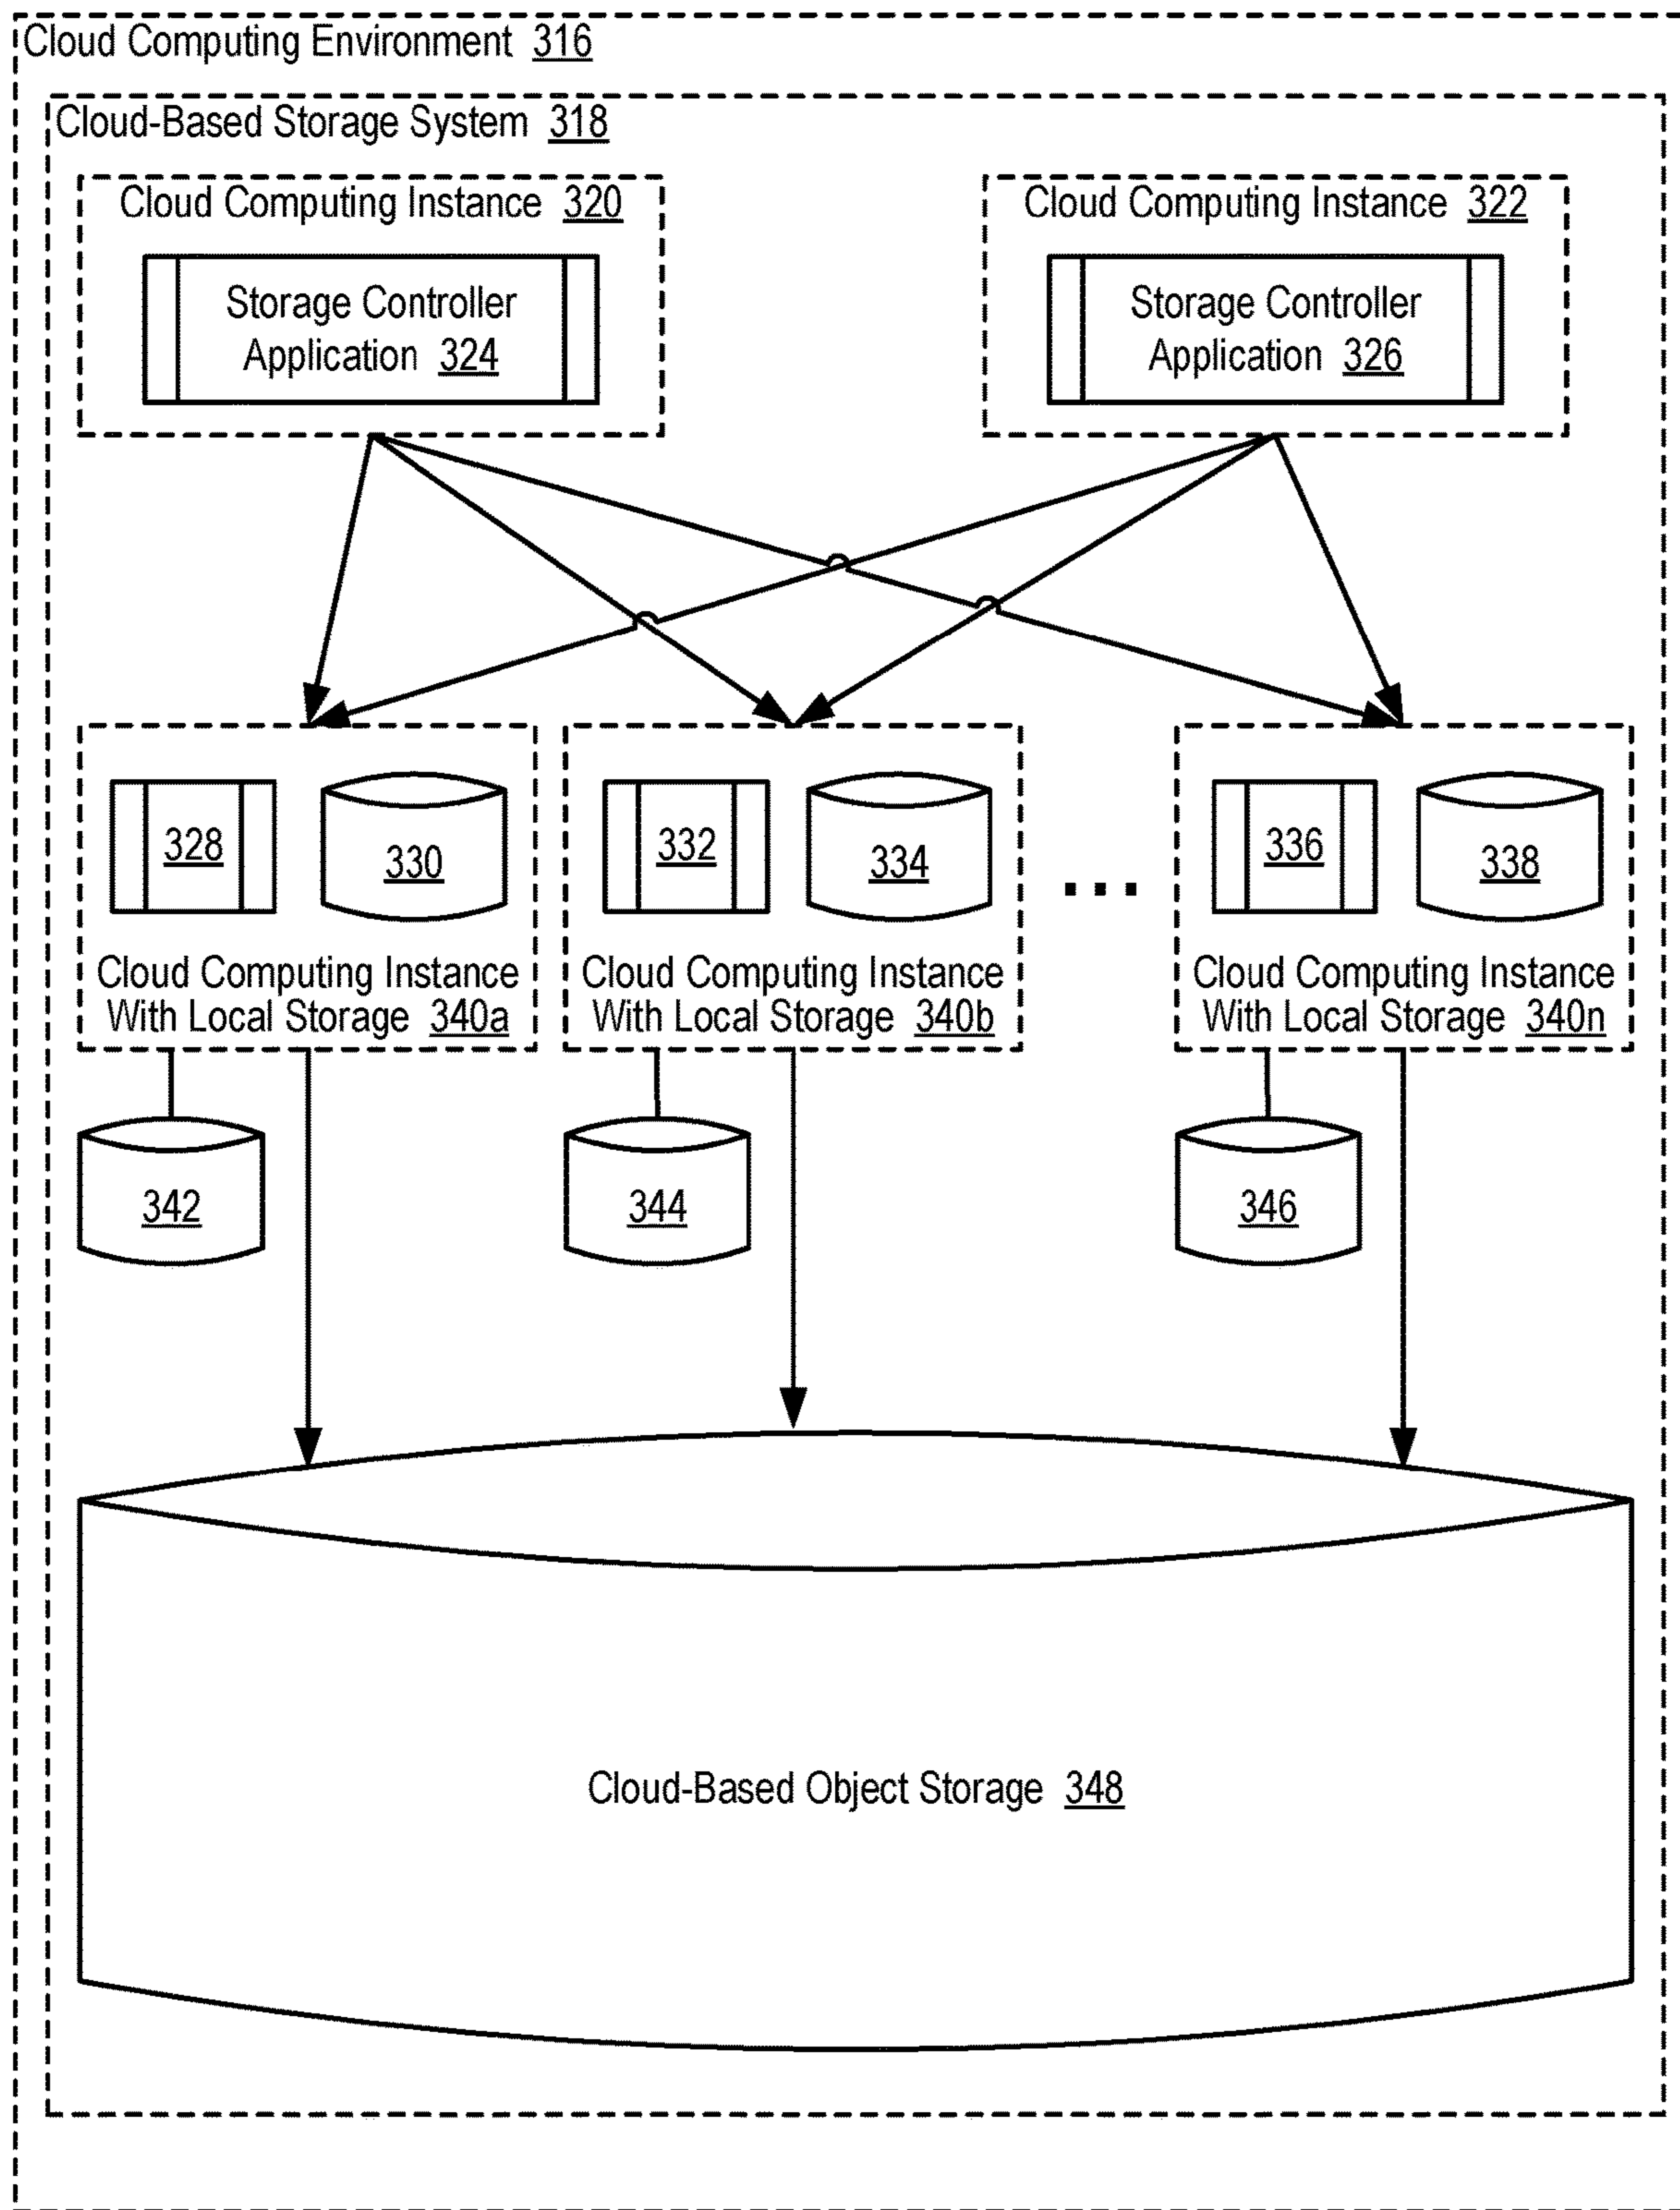 Cloud Computing Environment 316
Cloud-Based Storage System 318
Cloud Computing Instance 320
Storage Controller
Application 324
Cloud Computing Instance 322
Storage Controller
Application 326
328
330
Cloud Computing Instance
With Local Storage 340a
332
334
Cloud Computing Instance
With Local Storage 340b
...
336
338
Cloud Computing Instance
With Local Storage 340n
342
344
346
Cloud-Based Object Storage 348